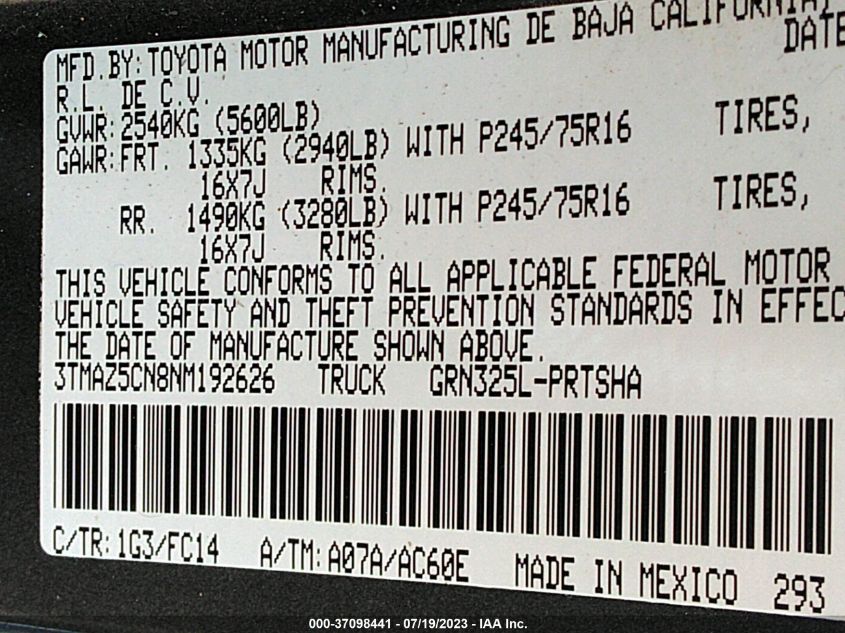 MFD.BY:TOYOTA MOTOR MANUFACTURING DE BAJA CALIFORNIA
DATE
R.L. DE C.V.
GVWR:2540KG (5600LB)
GAWR:FRT. 1335KG (2940LB) WITH P245/75R16 TIRES,
16X7J RIMS.
RR. 1490KG (3280LB) WITH P245/75R16 TIRES,
16X7J RIMS.
THIS VEHICLE CONFORMS TO ALL APPLICABLE FEDERAL MOTOR
VEHICLE SAFETY AND THEFT PREVENTION STANDARDS IN EFFEC
THE DATE OF MANUFACTURE SHOWN ABOVE.
3TMAZ5CN8NM192626 TRUCK GRN325L-PRTSHA
C/TR:1G3/FC14 A/TM:A07A/AC60E MADE IN MEXICO 293
000-37098441 - 07/19/2023 - IAA Inc.